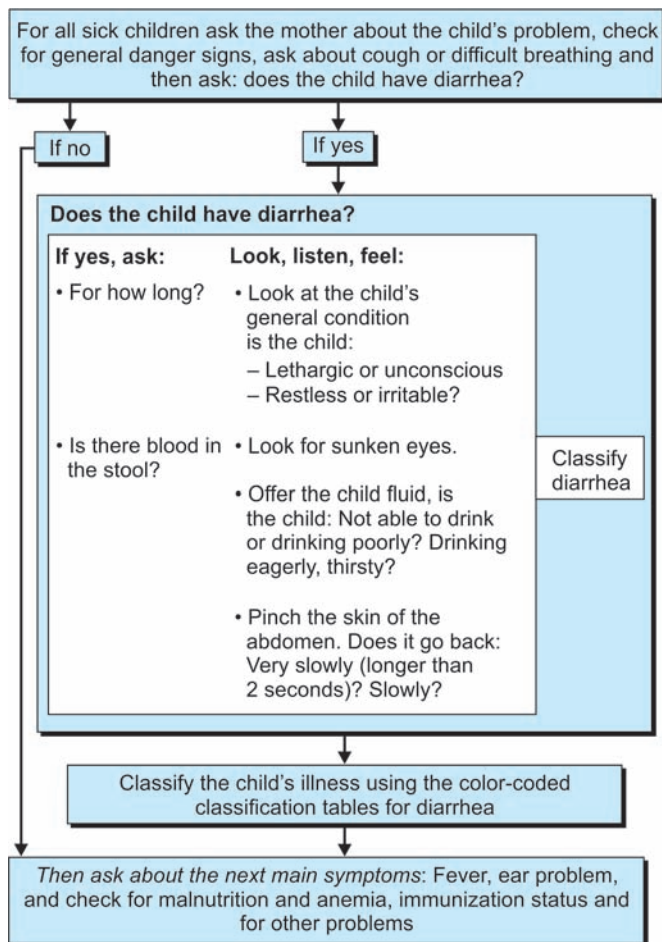 For all sick children ask the mother about the child's problem, check
for general danger signs, ask about cough or difficult breathing and
then ask: does the child have diarrhea?
If no
If yes
Does the child have diarrhea?
If yes, ask:
• For how long?
• Is there blood in
the stool?
Look, listen, feel:
• Look at the child's
general condition
is the child:
– Lethargic or unconscious
– Restless or irritable?
• Look for sunken eyes.
• Offer the child fluid, is
the child: Not able to drink
or drinking poorly? Drinking
eagerly, thirsty?
• Pinch the skin of the
abdomen. Does it go back:
Very slowly (longer than
2 seconds)? Slowly?
Classify
diarrhea
Classify the child's illness using the color-coded
classification tables for diarrhea
Then ask about the next main symptoms: Fever, ear problem,
and check for malnutrition and anemia, immunization status and
for other problems